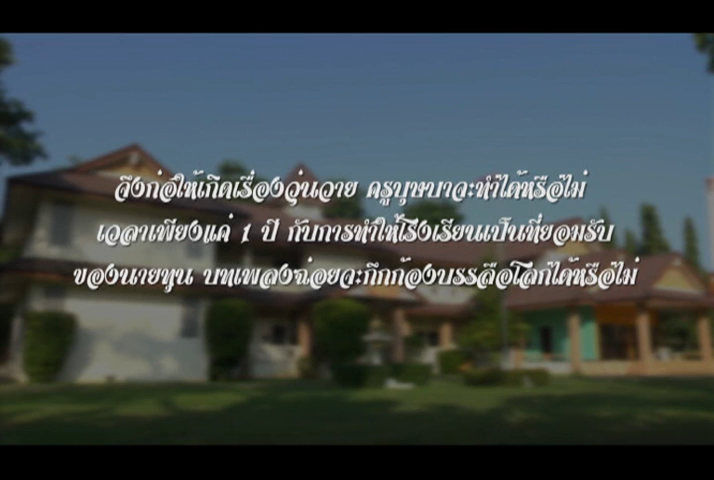 จึงก่อให้เกิดเรื่องวุ่นวาย ครูบุษบาจะทำได้หรือไม่
เวลาเพียงแค่ 1 ปี กับการทำให้โรงเรียนเป็นที่ยอมรับ
ของนายทุน บทเพลงฉ่อยจะกึกก้องบรรลือโลกได้หรือไม่